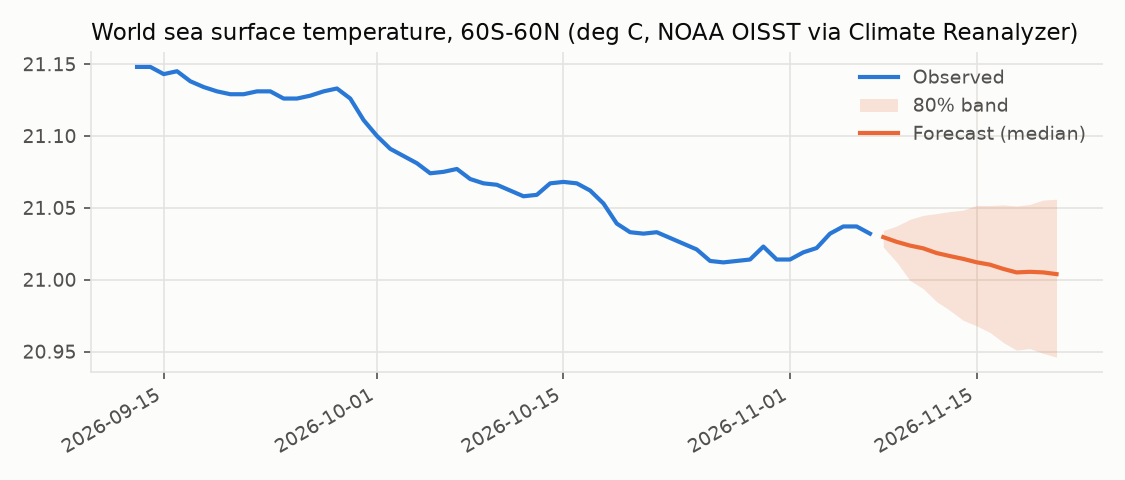 World sea surface temperature, 60S-60N (deg C, NOAA OISST via Climate Reanalyzer)
21.15
21.10
21.05
21.00
20.95
Observed
80% band
Forecast (median)
2026-09-15
2026-10-01
2026-10-15
2026-11-01
2026-11-15